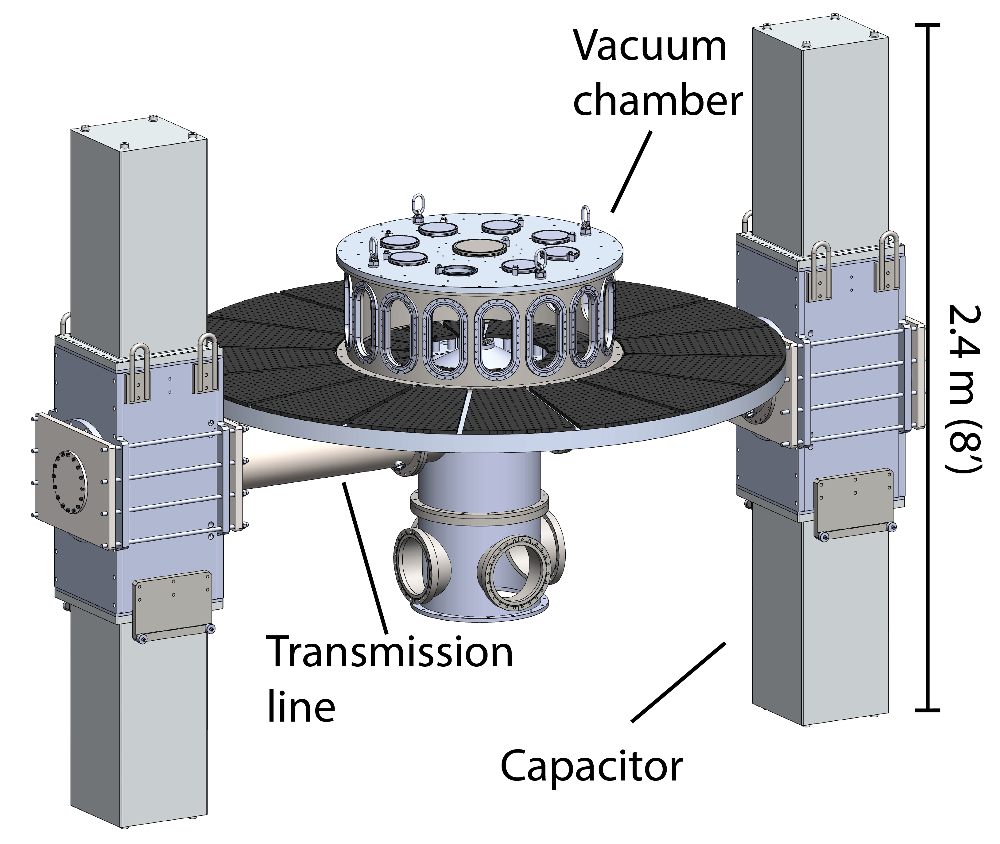 Vacuum
chamber
2.4 m (8’)
Transmission
line
Capacitor